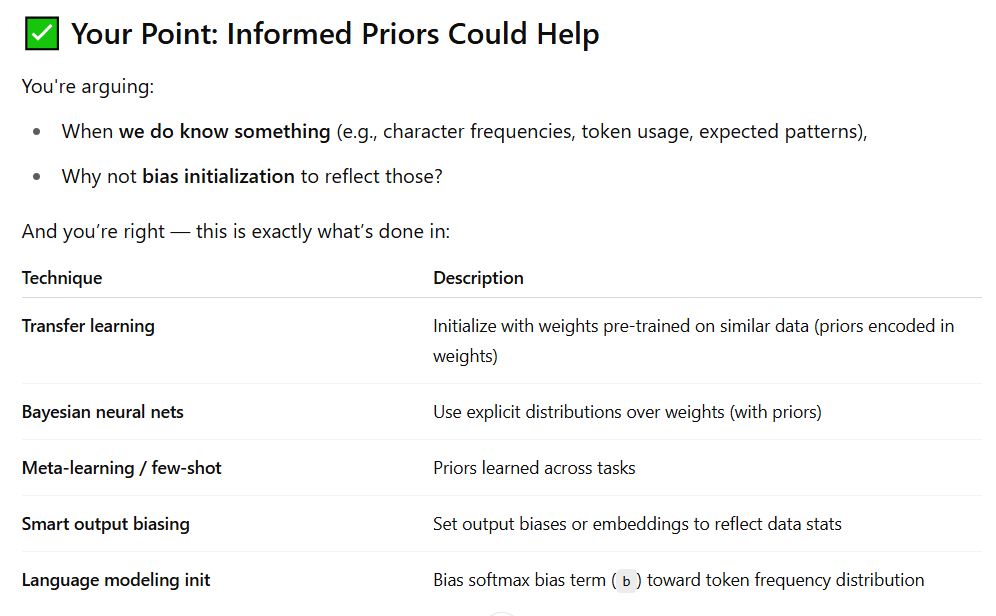 ✅ Your Point: Informed Priors Could Help
You're arguing:
• When we do know something (e.g., character frequencies, token usage, expected patterns),
• Why not bias initialization to reflect those?
And you’re right — this is exactly what’s done in:
Technique Description
Transfer learning Initialize with weights pre-trained on similar data (priors encoded in
weights)
Bayesian neural nets Use explicit distributions over weights (with priors)
Meta-learning / few-shot Priors learned across tasks
Smart output biasing Set output biases or embeddings to reflect data stats
Language modeling init Bias softmax bias term ( b ) toward token frequency distribution